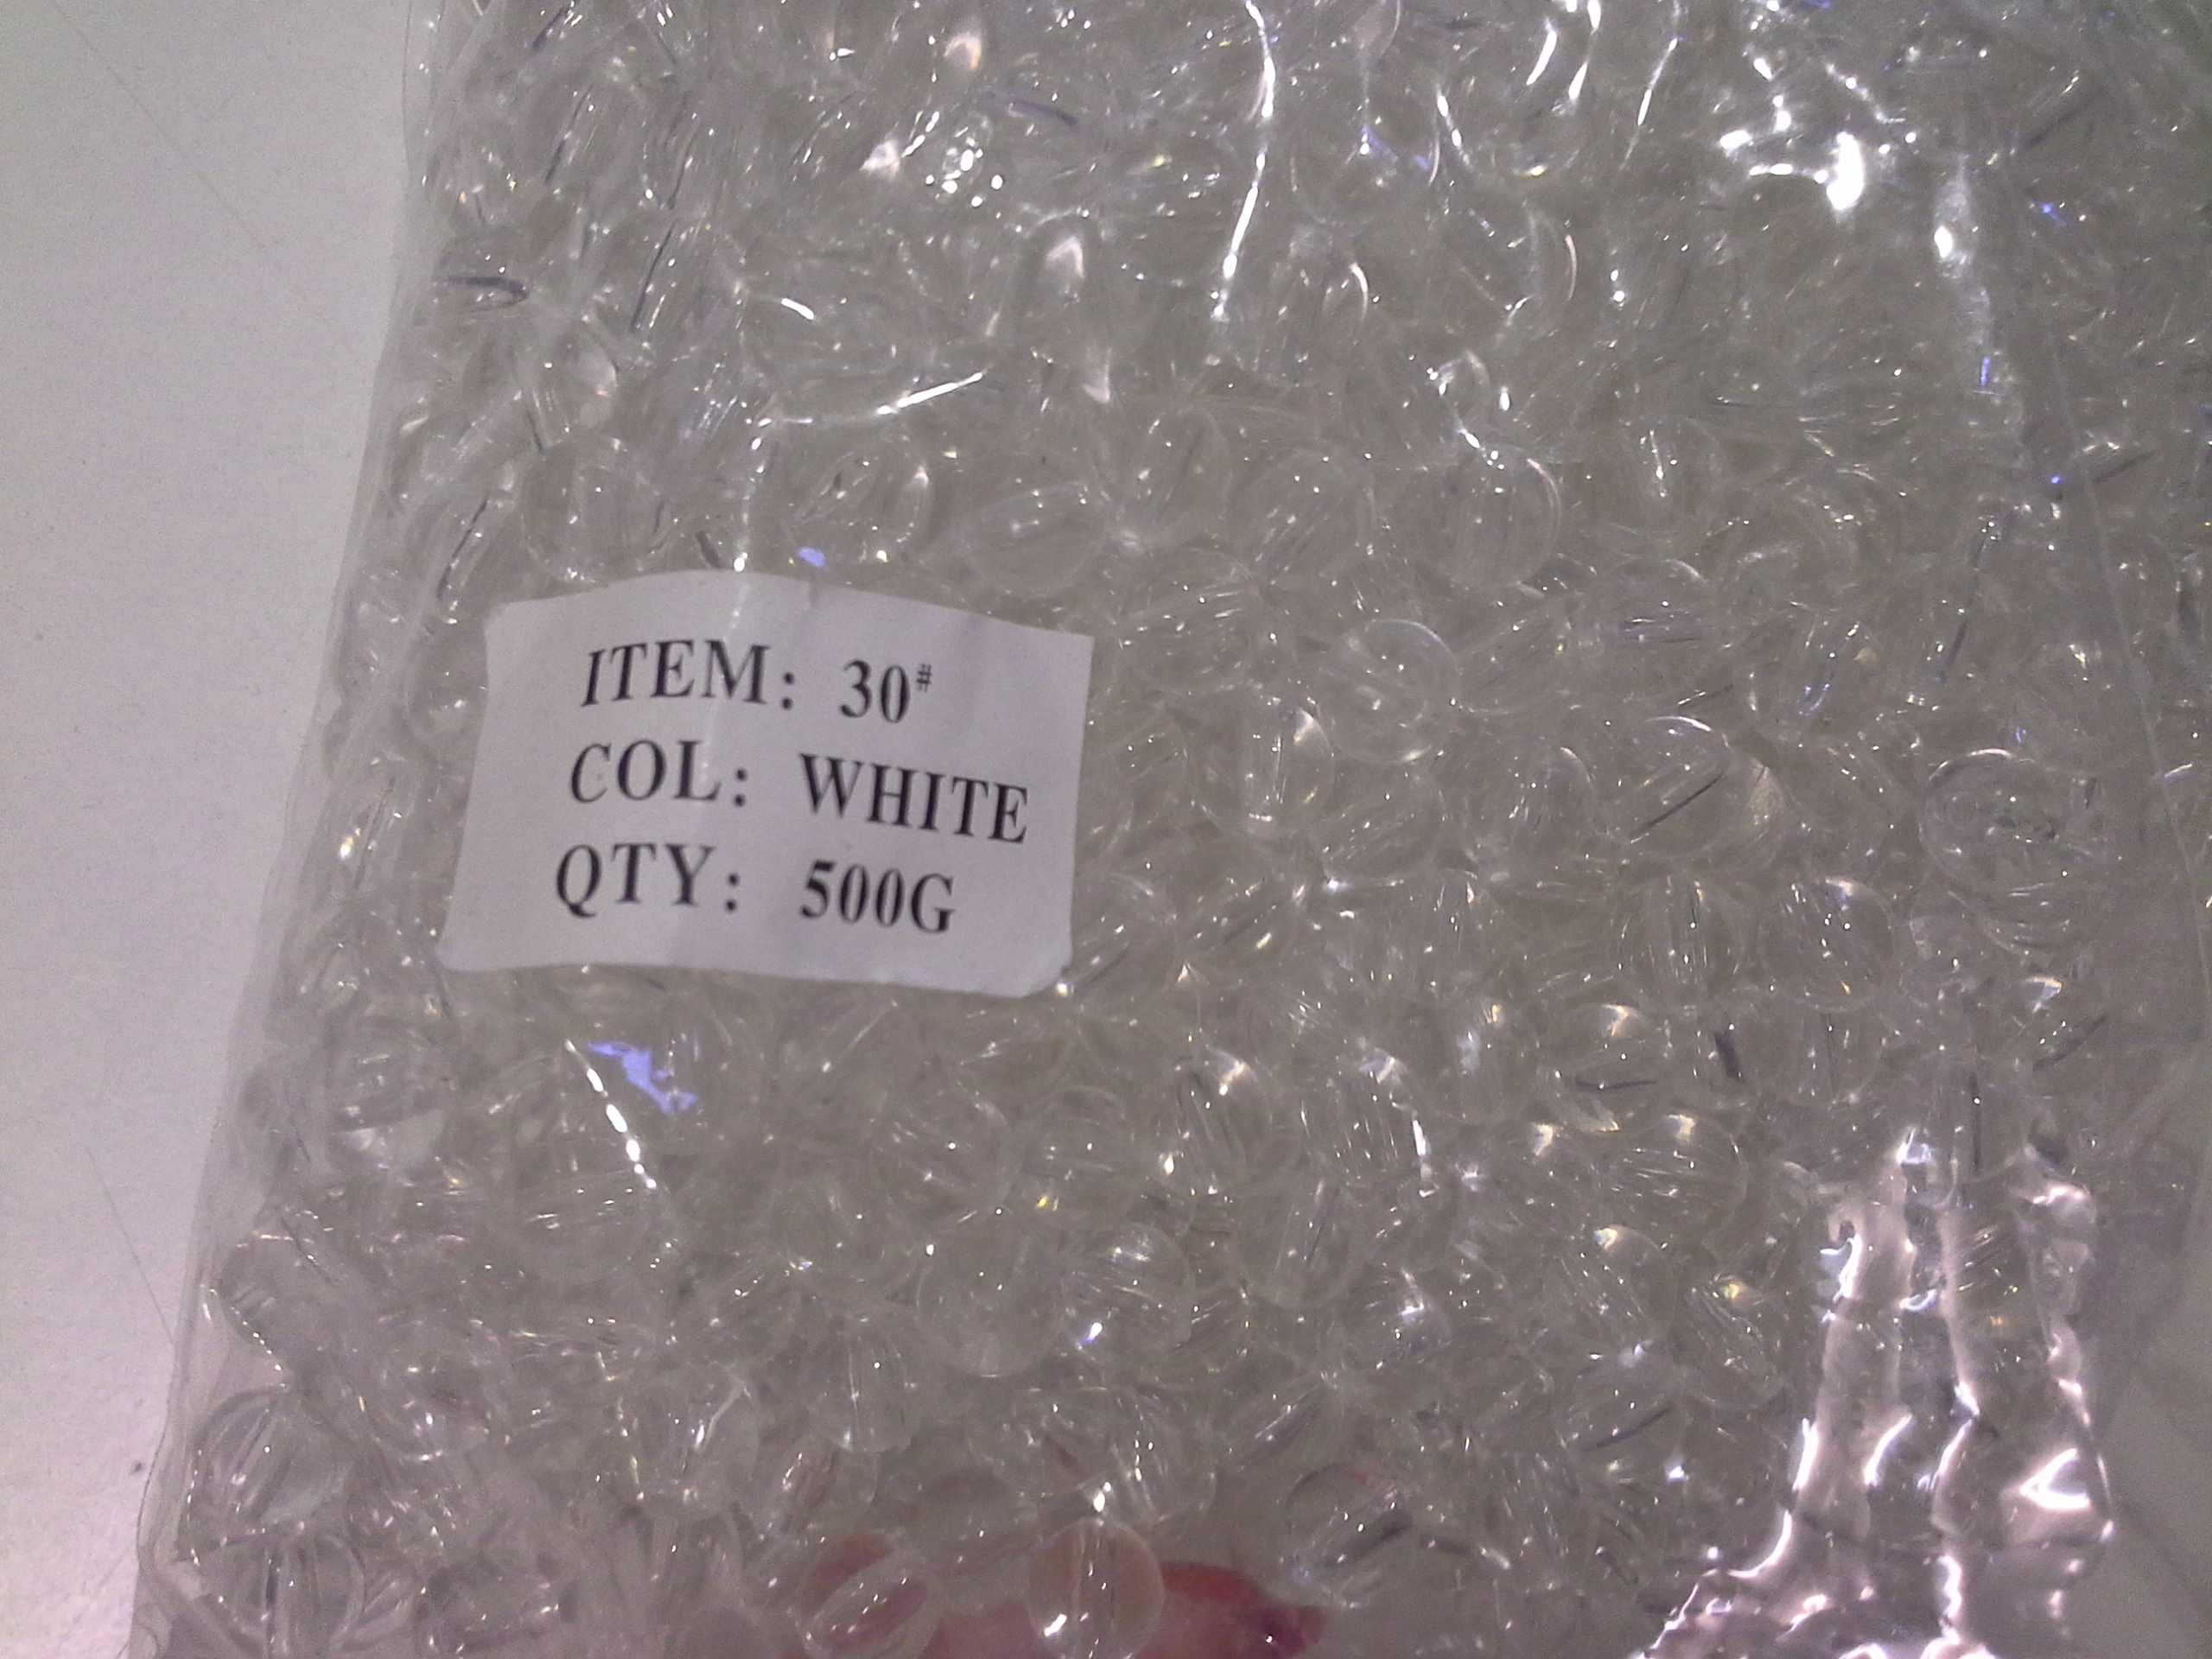 ITEM: 30#
COL: WHITE
QTY: 500G